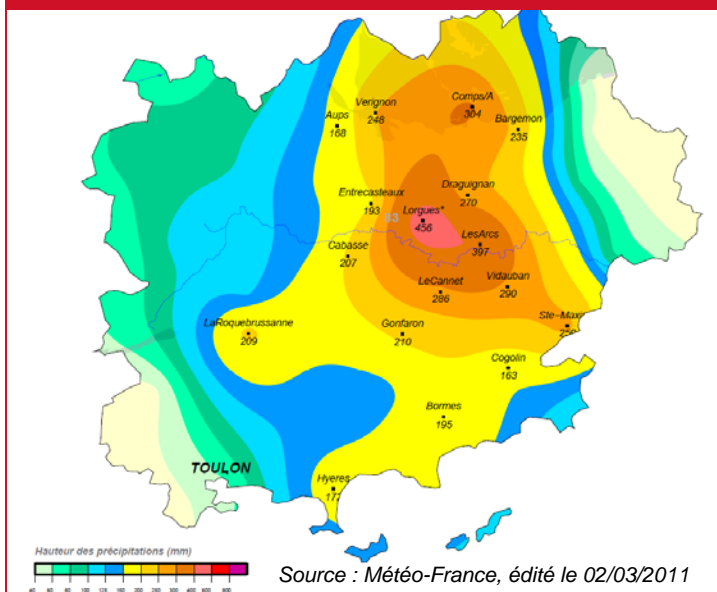 Comps/A
304
Verignon
248
Aups
168
Bargemon
235
Draguignan
270
Entrecasteaux
193
Lorgues*
456
83
LesArcs
397
Cabasse
207
LeCannet
286
Vidauban
290
Ste-Maxi
LaRoquebrussanne
209
Gonfaron
210
Cogolin
163
Bormes
195
TOULON
Hyeres
Hauteur des précipitations (mm)
Source : Météo-France, édité le 02/03/2011